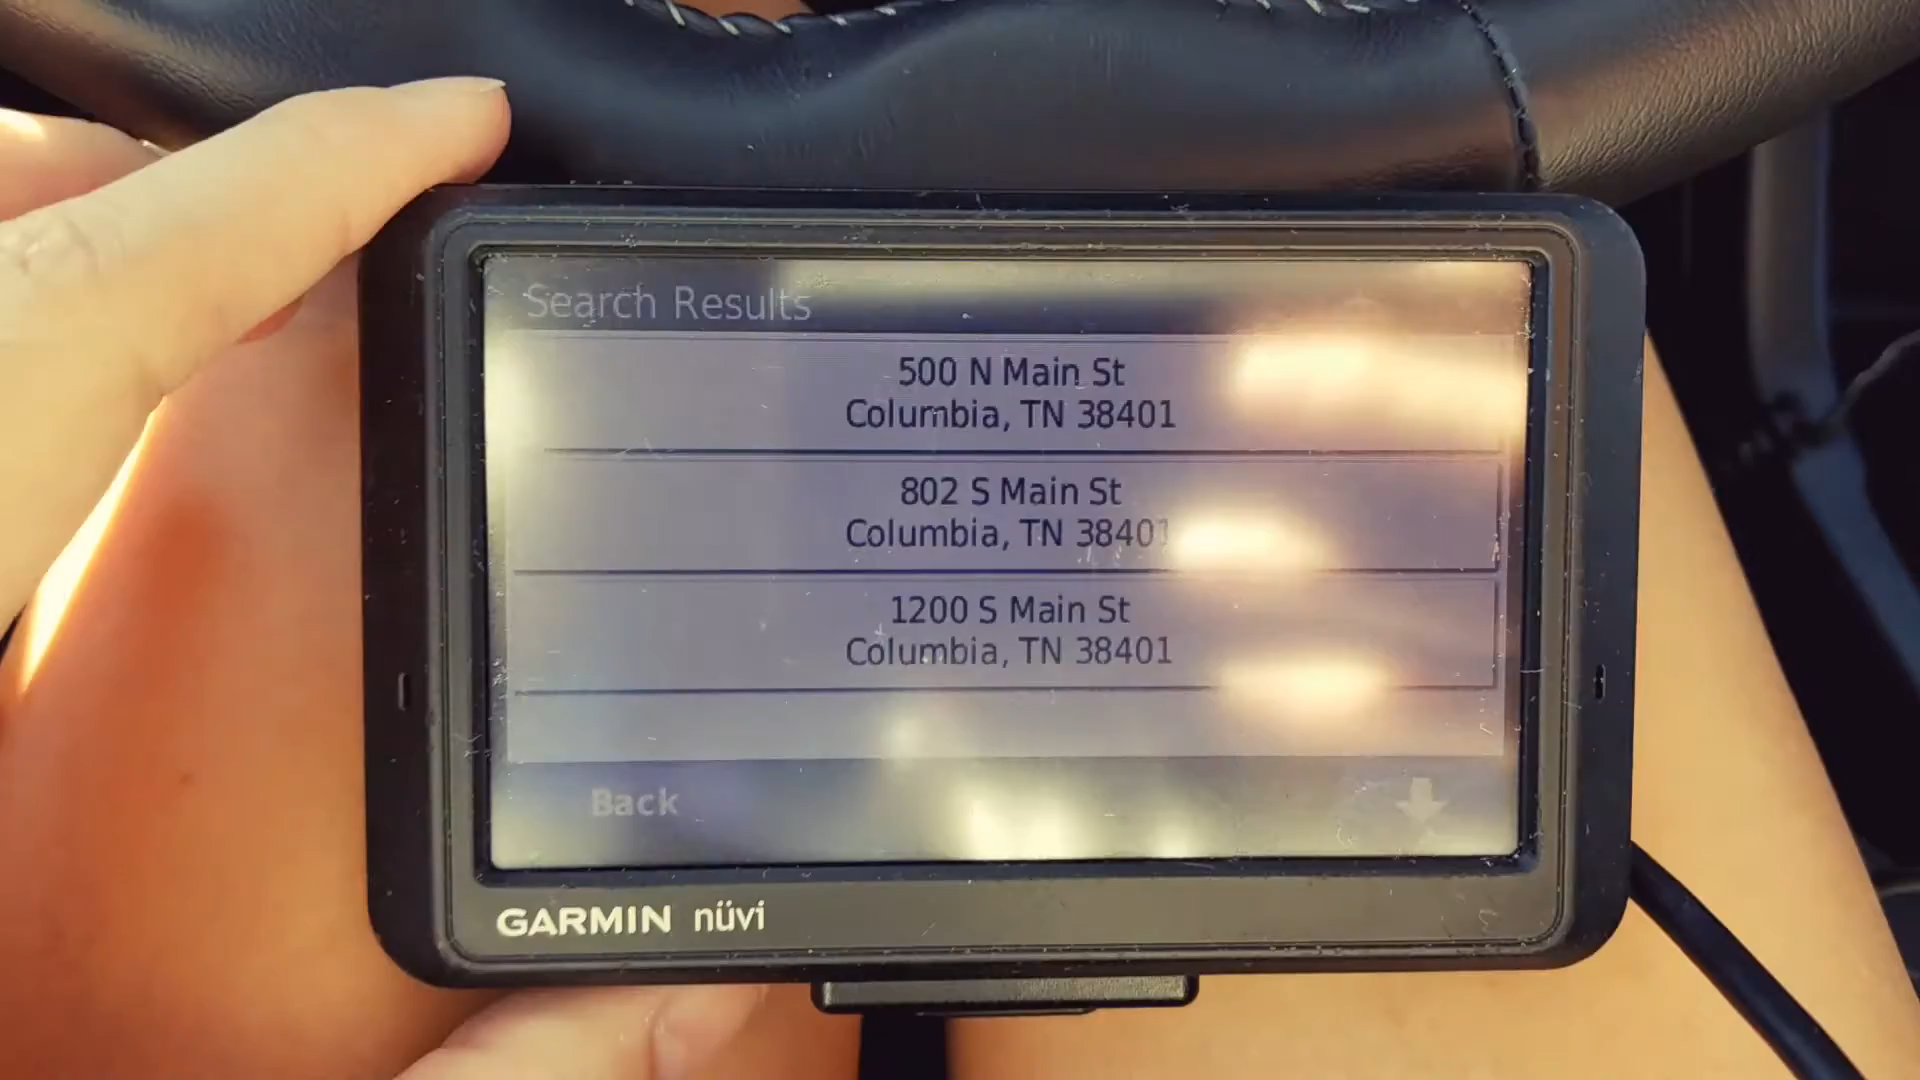 Search Results
500 N Main St
Columbia, TN 38401
802 S Main St
Columbia, TN 38401
1200 S Main St
Columbia, TN 38401
Back
GARMIN nüvi